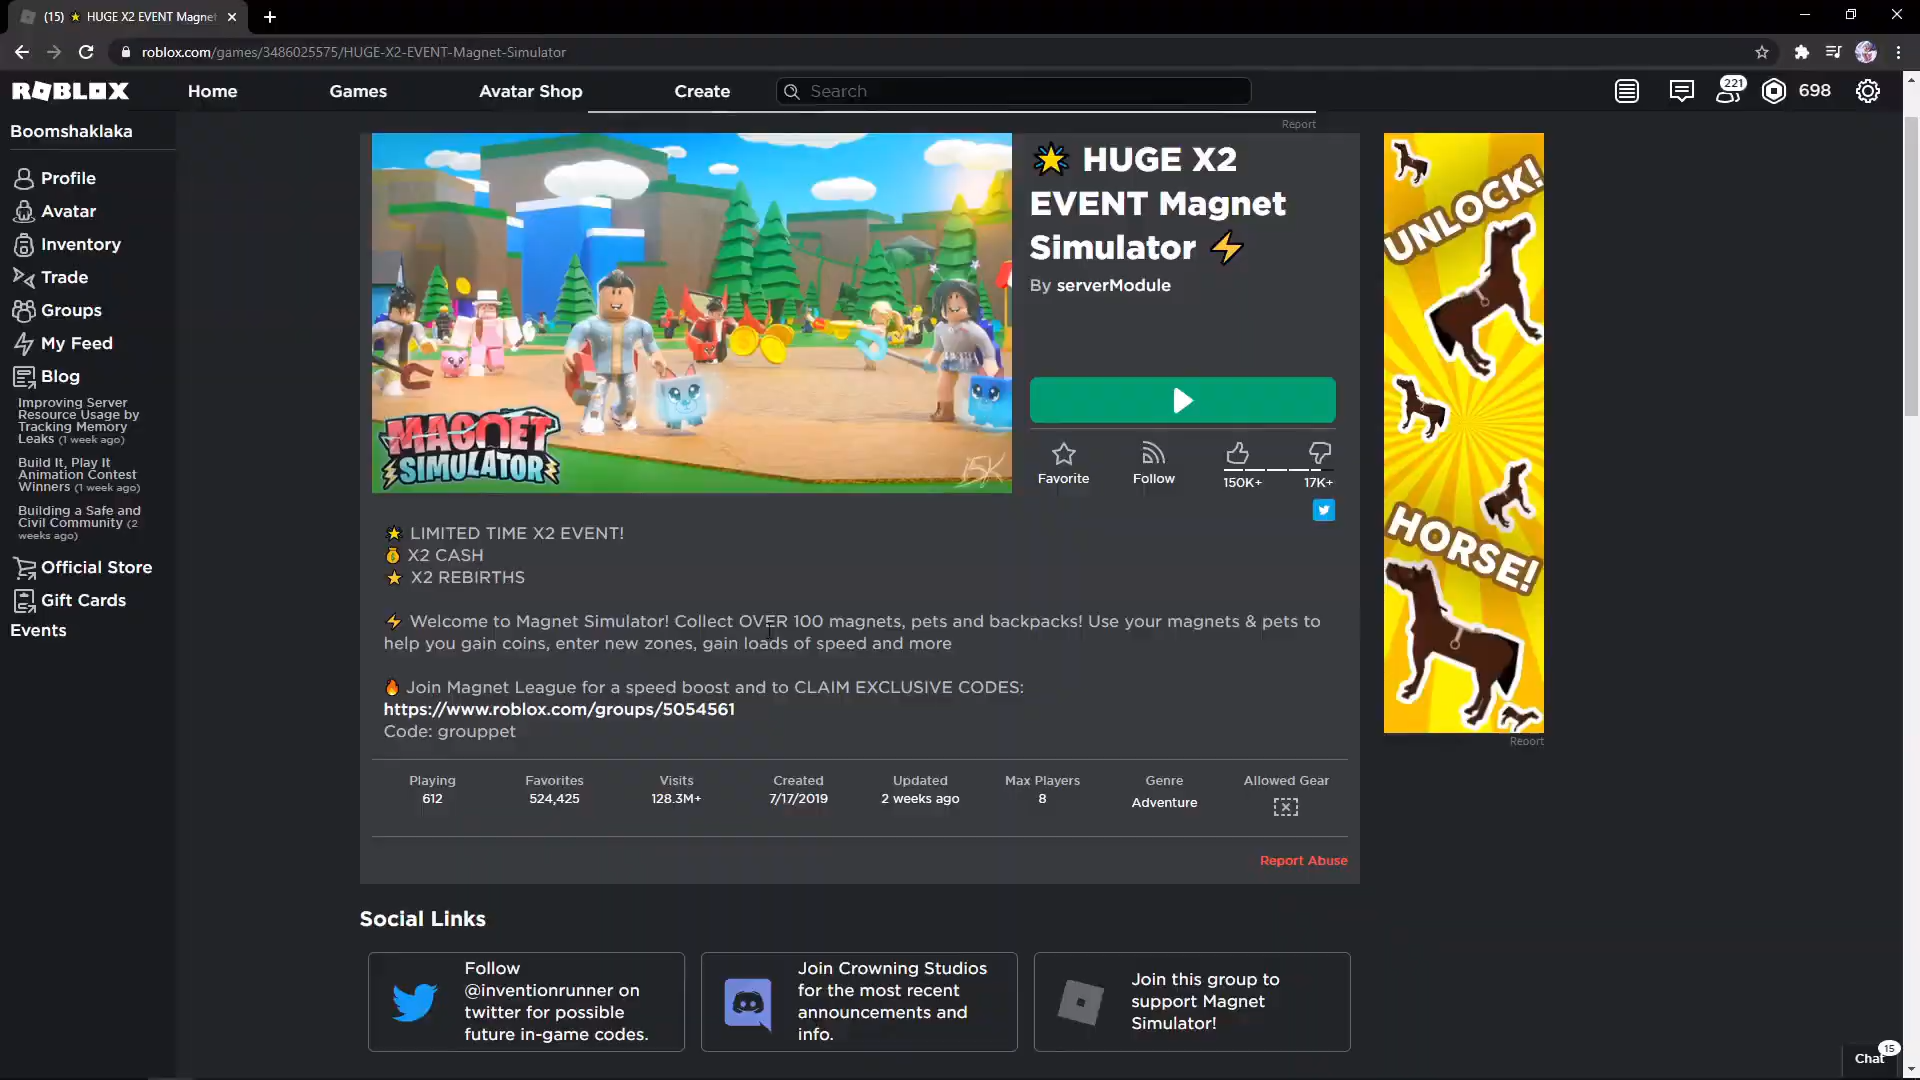 (15) ⭐ HUGE X2 EVENT Magnet
roblox.com/games/3486025575/HUGE-X2-EVENT-Magnet-Simulator
ROBLOX
Home
Games
Avatar Shop
Create
Search
221
698
Boomshaklaka
Profile
Avatar
Inventory
Trade
Groups
My Feed
Blog
Improving Server
Resource Usage by
Tracking Memory
Leaks (1 week ago)
Build It, Play It
Animation Contest
Winners (1 week ago)
Building a Safe and
Civil Community (2
weeks ago)
Official Store
Gift Cards
Events
Report
MAGNET
SIMULATOR
15K
🌟 HUGE X2
EVENT Magnet
Simulator ⚡
By serverModule
Favorite
Follow
150K+
17K+
🌟 LIMITED TIME X2 EVENT!
💰 X2 CASH
⭐ X2 REBIRTHS
⚡ Welcome to Magnet Simulator! Collect OVER 100 magnets, pets and backpacks! Use your magnets & pets to
help you gain coins, enter new zones, gain loads of speed and more
🔥 Join Magnet League for a speed boost and to CLAIM EXCLUSIVE CODES:
https://www.roblox.com/groups/5054561
Code: grouppet
Playing
612
Favorites
524,425
Visits
128.3M+
Created
7/17/2019
Updated
2 weeks ago
Max Players
8
Genre
Adventure
Allowed Gear
Report Abuse
Social Links
Follow
@inventionrunner on
twitter for possible
future in-game codes.
Join Crowning Studios
for the most recent
announcements and
info.
Join this group to
support Magnet
Simulator!
UNLOCK!
HORSE!
Report
Chat
15